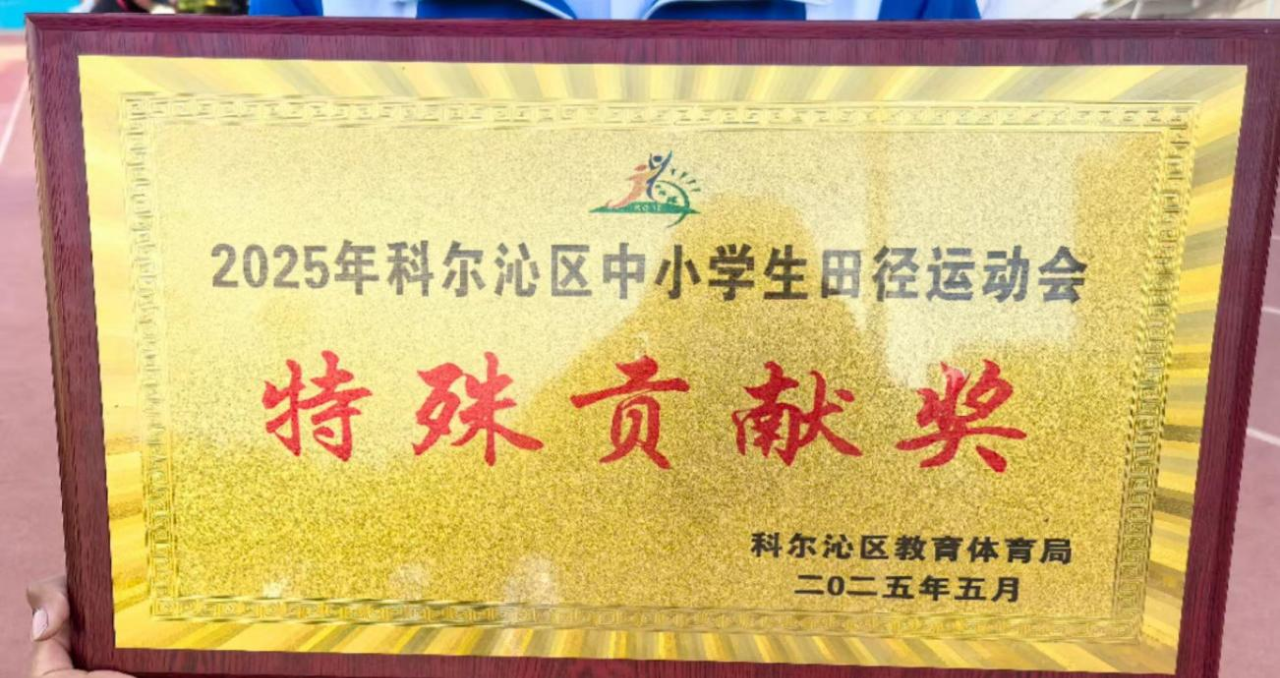 2025年科尔沁区中小学生田径运动会
特殊贡献奖
科尔沁区教育体育局
二0二五年五月